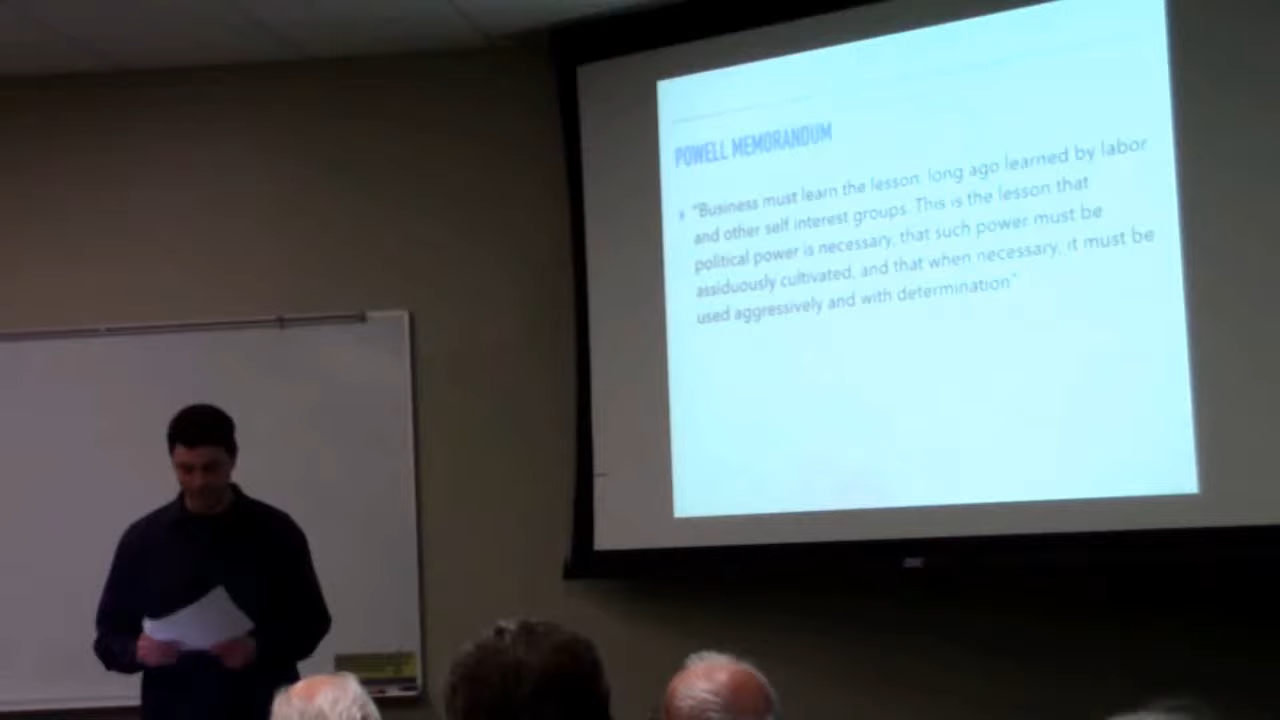 POWELL MEMORANDUM
"Business must learn the lesson, long ago learned by labor
and other self interest groups. This is the lesson that
political power is necessary, that such power must be
assiduously cultivated, and that when necessary, it must be
used aggressively and with determination"